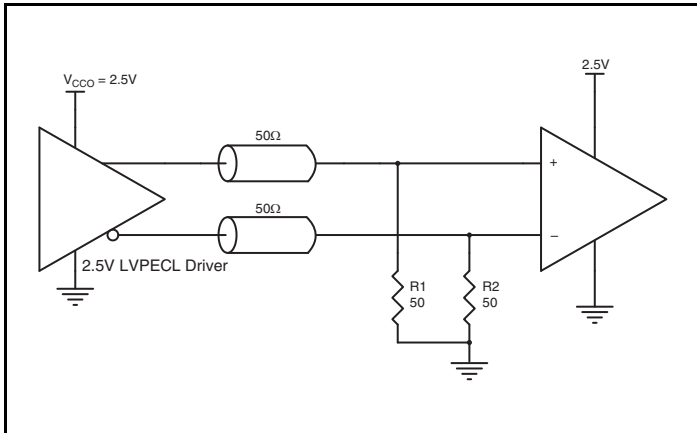 V_CCO = 2.5V
2.5V
50Ω
50Ω
+
–
2.5V LVPECL Driver
R1
50
R2
50